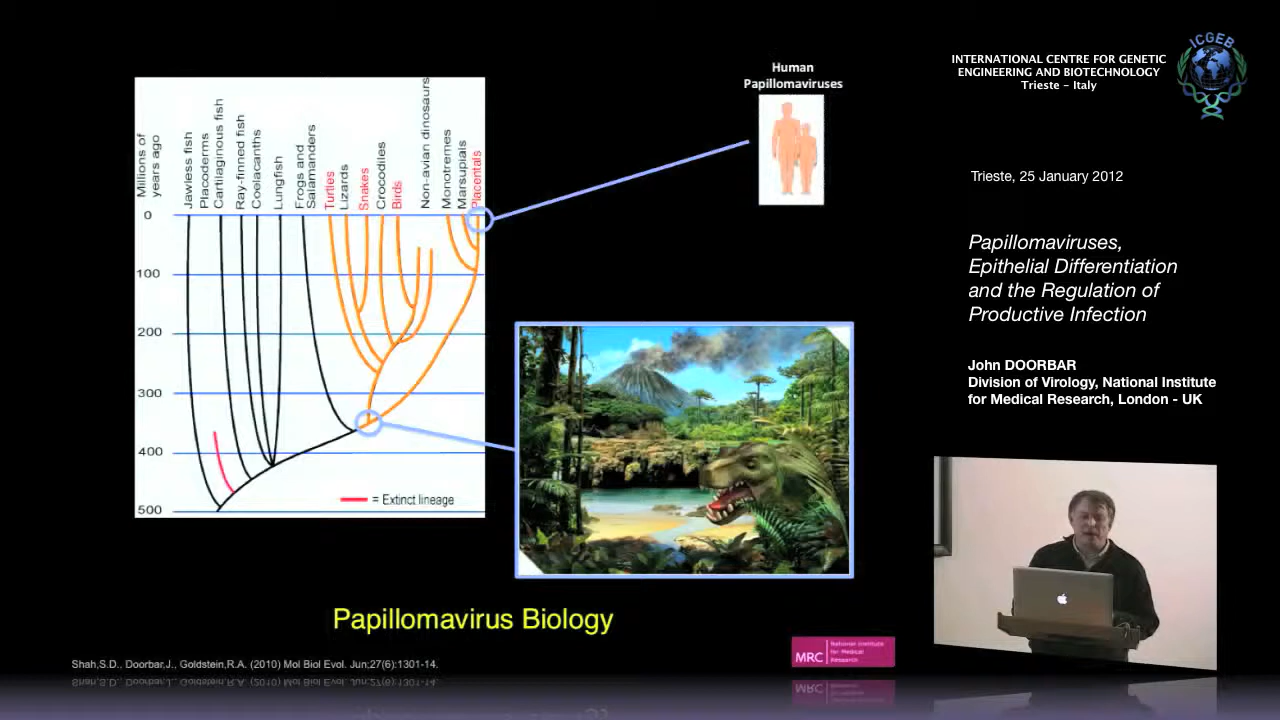 Human
Papillomaviruses
Millions of
years ago
Jawless fish
Placoderms
Cartilaginous fish
Ray-finned fish
Coelacanths
Lungfish
Frogs and
Salamanders
Turtles
Lizards
Snakes
Crocodiles
Birds
Non-avian dinosaurs
Monotremes
Marsupials
Placentals
0
100
200
300
400
500
= Extinct lineage
Papillomavirus Biology
Shah,S.D., Doorbar,J., Goldstein,R.A. (2010) Mol Biol Evol. Jun;27(6):1301-14.
MRC
National Institute
for Medical
Research
INTERNATIONAL CENTRE FOR GENETIC
ENGINEERING AND BIOTECHNOLOGY
Trieste - Italy
ICGEB
Trieste, 25 January 2012
Papillomaviruses,
Epithelial Differentiation
and the Regulation of
Productive Infection
John DOORBAR
Division of Virology, National Institute
for Medical Research, London - UK